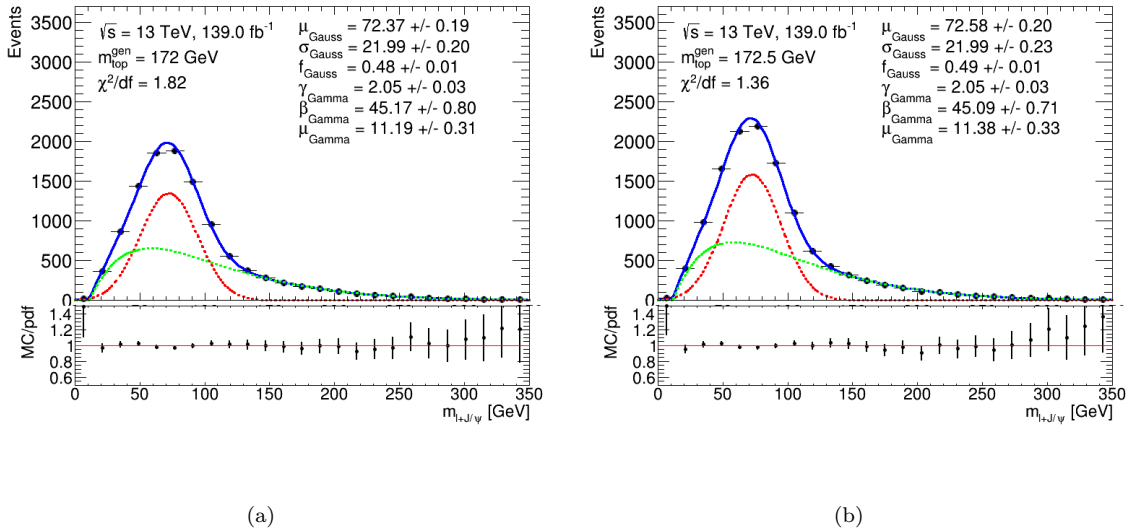 Events
3500
3000
2500
2000
1500
1000
500
0
√s = 13 TeV, 139.0 fb⁻¹
m_top^gen = 172 GeV
χ²/df = 1.82
μ_Gauss = 72.37 +/- 0.19
σ_Gauss = 21.99 +/- 0.20
f_Gauss = 0.48 +/- 0.01
γ_Gamma = 2.05 +/- 0.03
β_Gamma = 45.17 +/- 0.80
μ_Gamma = 11.19 +/- 0.31
MC/pdf
1.4
1.2
1
0.8
0.6
0 50 100 150 200 250 300 350
m_l+J/ψ [GeV]
(a)
Events
3500
3000
2500
2000
1500
1000
500
0
√s = 13 TeV, 139.0 fb⁻¹
m_top^gen = 172.5 GeV
χ²/df = 1.36
μ_Gauss = 72.58 +/- 0.20
σ_Gauss = 21.99 +/- 0.23
f_Gauss = 0.49 +/- 0.01
γ_Gamma = 2.05 +/- 0.03
β_Gamma = 45.09 +/- 0.71
μ_Gamma = 11.38 +/- 0.33
MC/pdf
1.4
1.2
1
0.8
0.6
0 50 100 150 200 250 300 350
m_l+J/ψ [GeV]
(b)